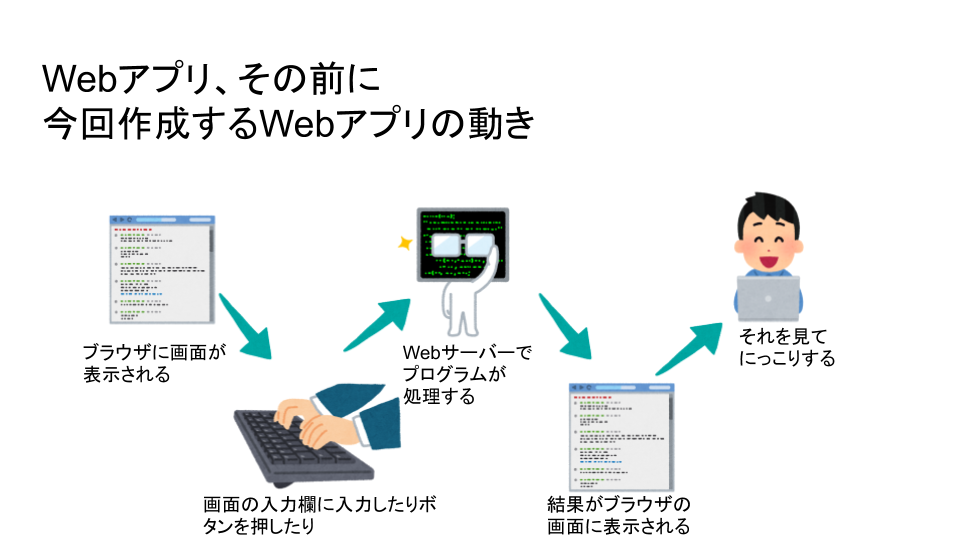 Webアプリ、その前に
今回作成するWebアプリの動き
ブラウザに画面が
表示される
画面の入力欄に入力したりボ
タンを押したり
Webサーバーで
プログラムが
処理する
結果がブラウザの
画面に表示される
それを見て
にっこりする